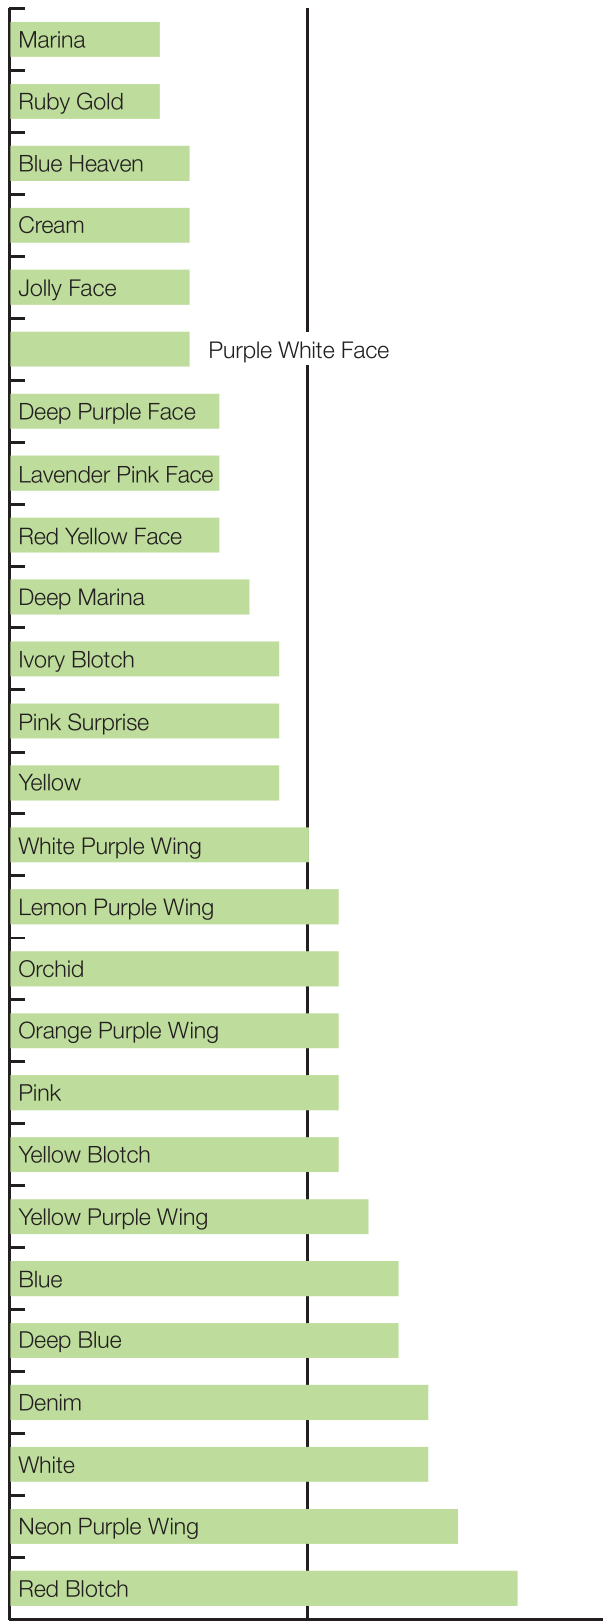 Marina
Ruby Gold
Blue Heaven
Cream
Jolly Face
Purple White Face
Deep Purple Face
Lavender Pink Face
Red Yellow Face
Deep Marina
Ivory Blotch
Pink Surprise
Yellow
White Purple Wing
Lemon Purple Wing
Orchid
Orange Purple Wing
Pink
Yellow Blotch
Yellow Purple Wing
Blue
Deep Blue
Denim
White
Neon Purple Wing
Red Blotch